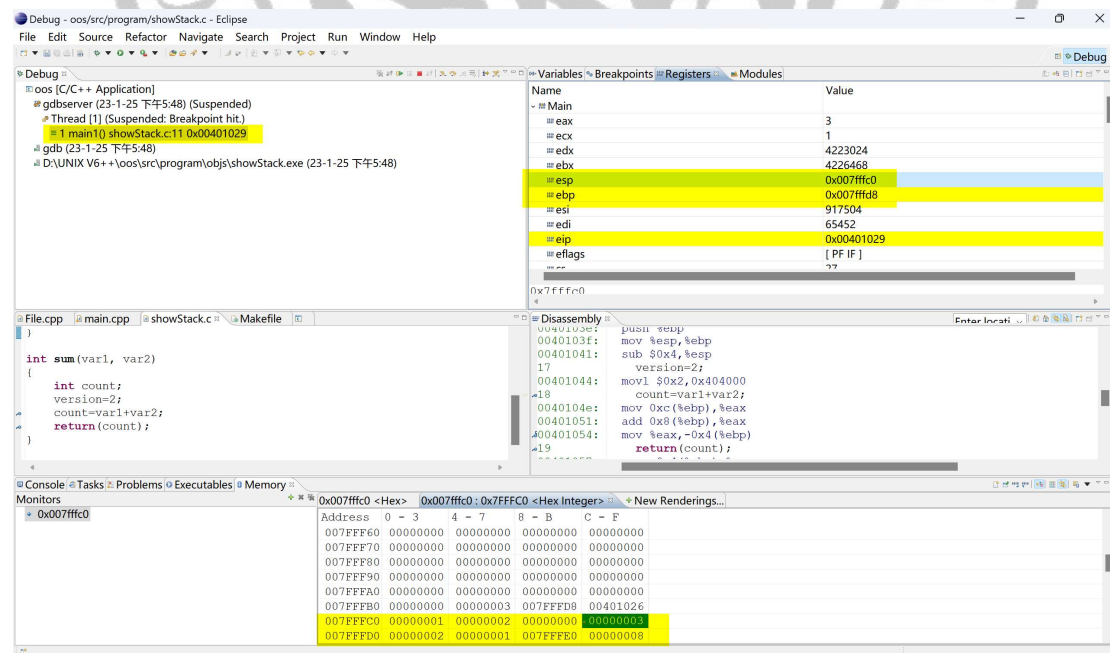 Debug - oos/src/program/showStack.c - Eclipse
File Edit Source Refactor Navigate Search Project Run Window Help
Debug
Debug
oos [C/C++ Application]
gdbserver (23-1-25 下午5:48) (Suspended)
Thread [1] (Suspended: Breakpoint hit.)
1 main1() showStack.c:11 0x00401029
gdb (23-1-25 下午5:48)
D:\UNIX V6++\oos\src\program\objs\showStack.exe (23-1-25 下午5:48)
Variables Breakpoints Registers Modules
Name Value
Main
eax 3
ecx 1
edx 4223024
ebx 4226468
esp 0x007fffc0
ebp 0x007fffd8
esi 917504
edi 65452
eip 0x00401029
eflags [ PF IF ]
cs 27
0x7fffc0
File.cpp main.cpp showStack.c Makefile
}
int sum(var1, var2)
{
int count;
version=2;
count=var1+var2;
return(count);
}
Disassembly Enter locati
0040103e: push %ebp
0040103f: mov %esp,%ebp
00401041: sub $0x4,%esp
17 version=2;
00401044: movl $0x2,0x404000
18 count=var1+var2;
0040104e: mov 0xc(%ebp),%eax
00401051: add 0x8(%ebp),%eax
00401054: mov %eax,-0x4(%ebp)
19 return(count);
Console Tasks Problems Executables Memory
Monitors
0x007fffc0
0x007fffc0 <Hex> 0x007fffc0 : 0x7FFFC0 <Hex Integer> New Renderings...
Address 0 - 3 4 - 7 8 - B C - F
007FFF60 00000000 00000000 00000000 00000000
007FFF70 00000000 00000000 00000000 00000000
007FFF80 00000000 00000000 00000000 00000000
007FFF90 00000000 00000000 00000000 00000000
007FFFA0 00000000 00000000 00000000 00000000
007FFFB0 00000000 00000003 007FFFD8 00401026
007FFFC0 00000001 00000002 00000000 00000003
007FFFD0 00000002 00000001 007FFFE0 00000008